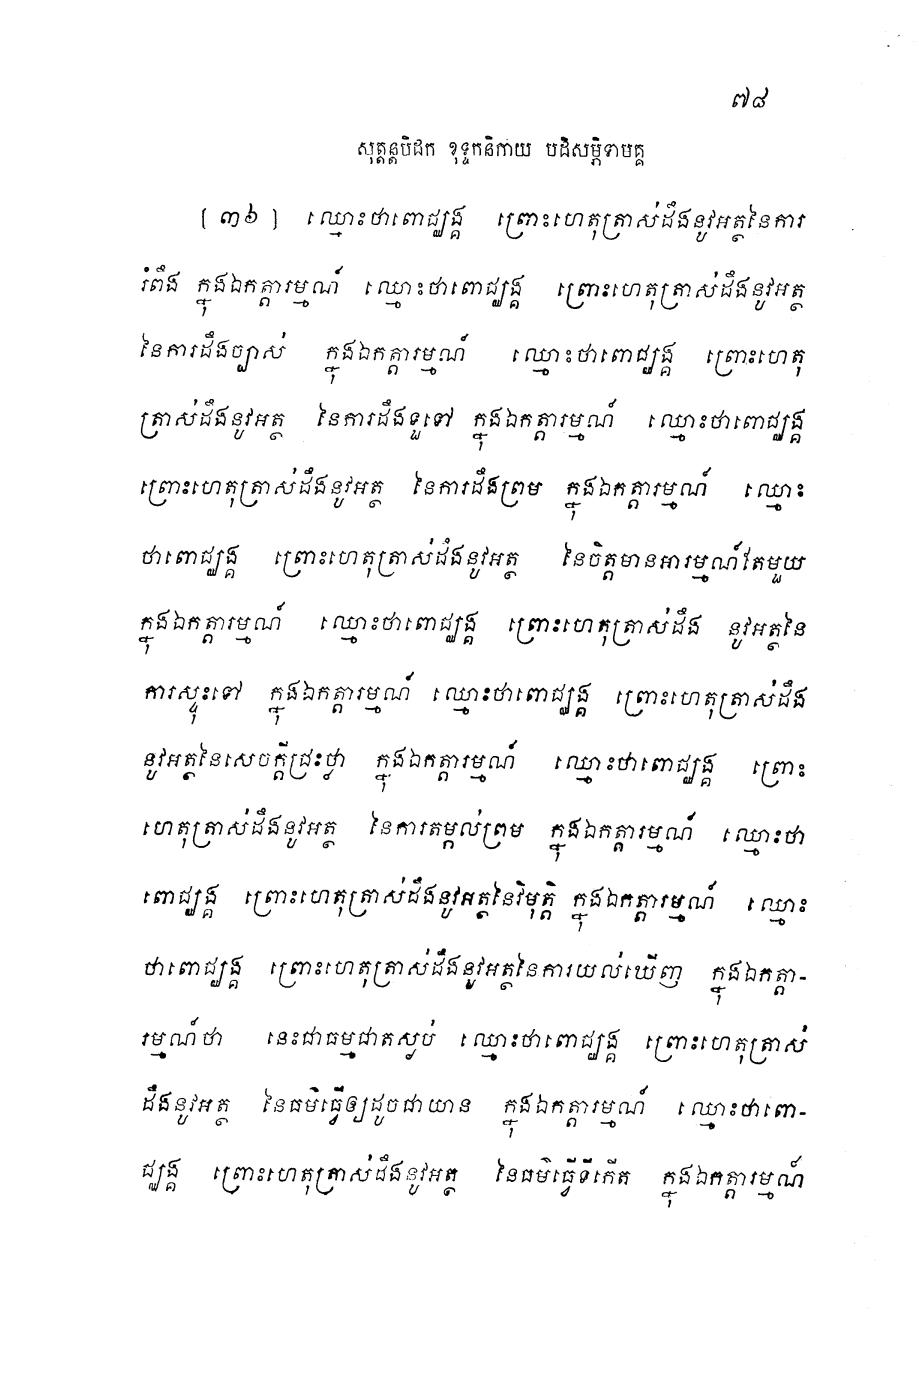 ៧៨
សុត្តន្តបិដក ខុទ្ទកនិកាយ បដិសម្ភិទាមគ្គ
[ ៣៦ ] ឈ្មោះថាពោជ្ឈង្គ ព្រោះហេតុត្រាស់ដឹងនូវអត្ថនៃការ
រំពឹង ក្នុងឯកត្តារម្មណ៍ ឈ្មោះថាពោជ្ឈង្គ ព្រោះហេតុត្រាស់ដឹងនូវអត្ថ
នៃការដឹងច្បាស់ ក្នុងឯកត្តារម្មណ៍ ឈ្មោះថាពោជ្ឈង្គ ព្រោះហេតុ
ត្រាស់ដឹងនូវអត្ថ នៃការដឹងទួទៅ ក្នុងឯកត្តារម្មណ៍ ឈ្មោះថាពោជ្ឈង្គ
ព្រោះហេតុត្រាស់ដឹងនូវអត្ថ នៃការដឹងព្រម ក្នុងឯកត្តារម្មណ៍ ឈ្មោះ
ថាពោជ្ឈង្គ ព្រោះហេតុត្រាស់ដឹងនូវអត្ថ នៃចិត្តមានអារម្មណ៍តែមួយ
ក្នុងឯកត្តារម្មណ៍ ឈ្មោះថាពោជ្ឈង្គ ព្រោះហេតុត្រាស់ដឹង នូវអត្ថនៃ
ការស្ទុះទៅ ក្នុងឯកត្តារម្មណ៍ ឈ្មោះថាពោជ្ឈង្គ ព្រោះហេតុត្រាស់ដឹង
នូវអត្ថនៃសេចក្តីជ្រះថ្លា ក្នុងឯកត្តារម្មណ៍ ឈ្មោះថាពោជ្ឈង្គ ព្រោះ
ហេតុត្រាស់ដឹងនូវអត្ថ នៃការតម្កល់ព្រម ក្នុងឯកត្តារម្មណ៍ ឈ្មោះថា
ពោជ្ឈង្គ ព្រោះហេតុត្រាស់ដឹងនូវអត្ថនៃវិមុត្តិ ក្នុងឯកត្តារម្មណ៍ ឈ្មោះ
ថាពោជ្ឈង្គ ព្រោះហេតុត្រាស់ដឹងនូវអត្ថនៃការយល់ឃើញ ក្នុងឯកត្តា-
រម្មណ៍ថា នេះជាធម្មជាតស្ងប់ ឈ្មោះថាពោជ្ឈង្គ ព្រោះហេតុត្រាស់
ដឹងនូវអត្ថ នៃធម៌ធ្វើឲ្យដូចជាយាន ក្នុងឯកត្តារម្មណ៍ ឈ្មោះថាពោ-
ជ្ឈង្គ ព្រោះហេតុត្រាស់ដឹងនូវអត្ថ នៃធម៌ធ្វើទីកើត ក្នុងឯកត្តារម្មណ៍